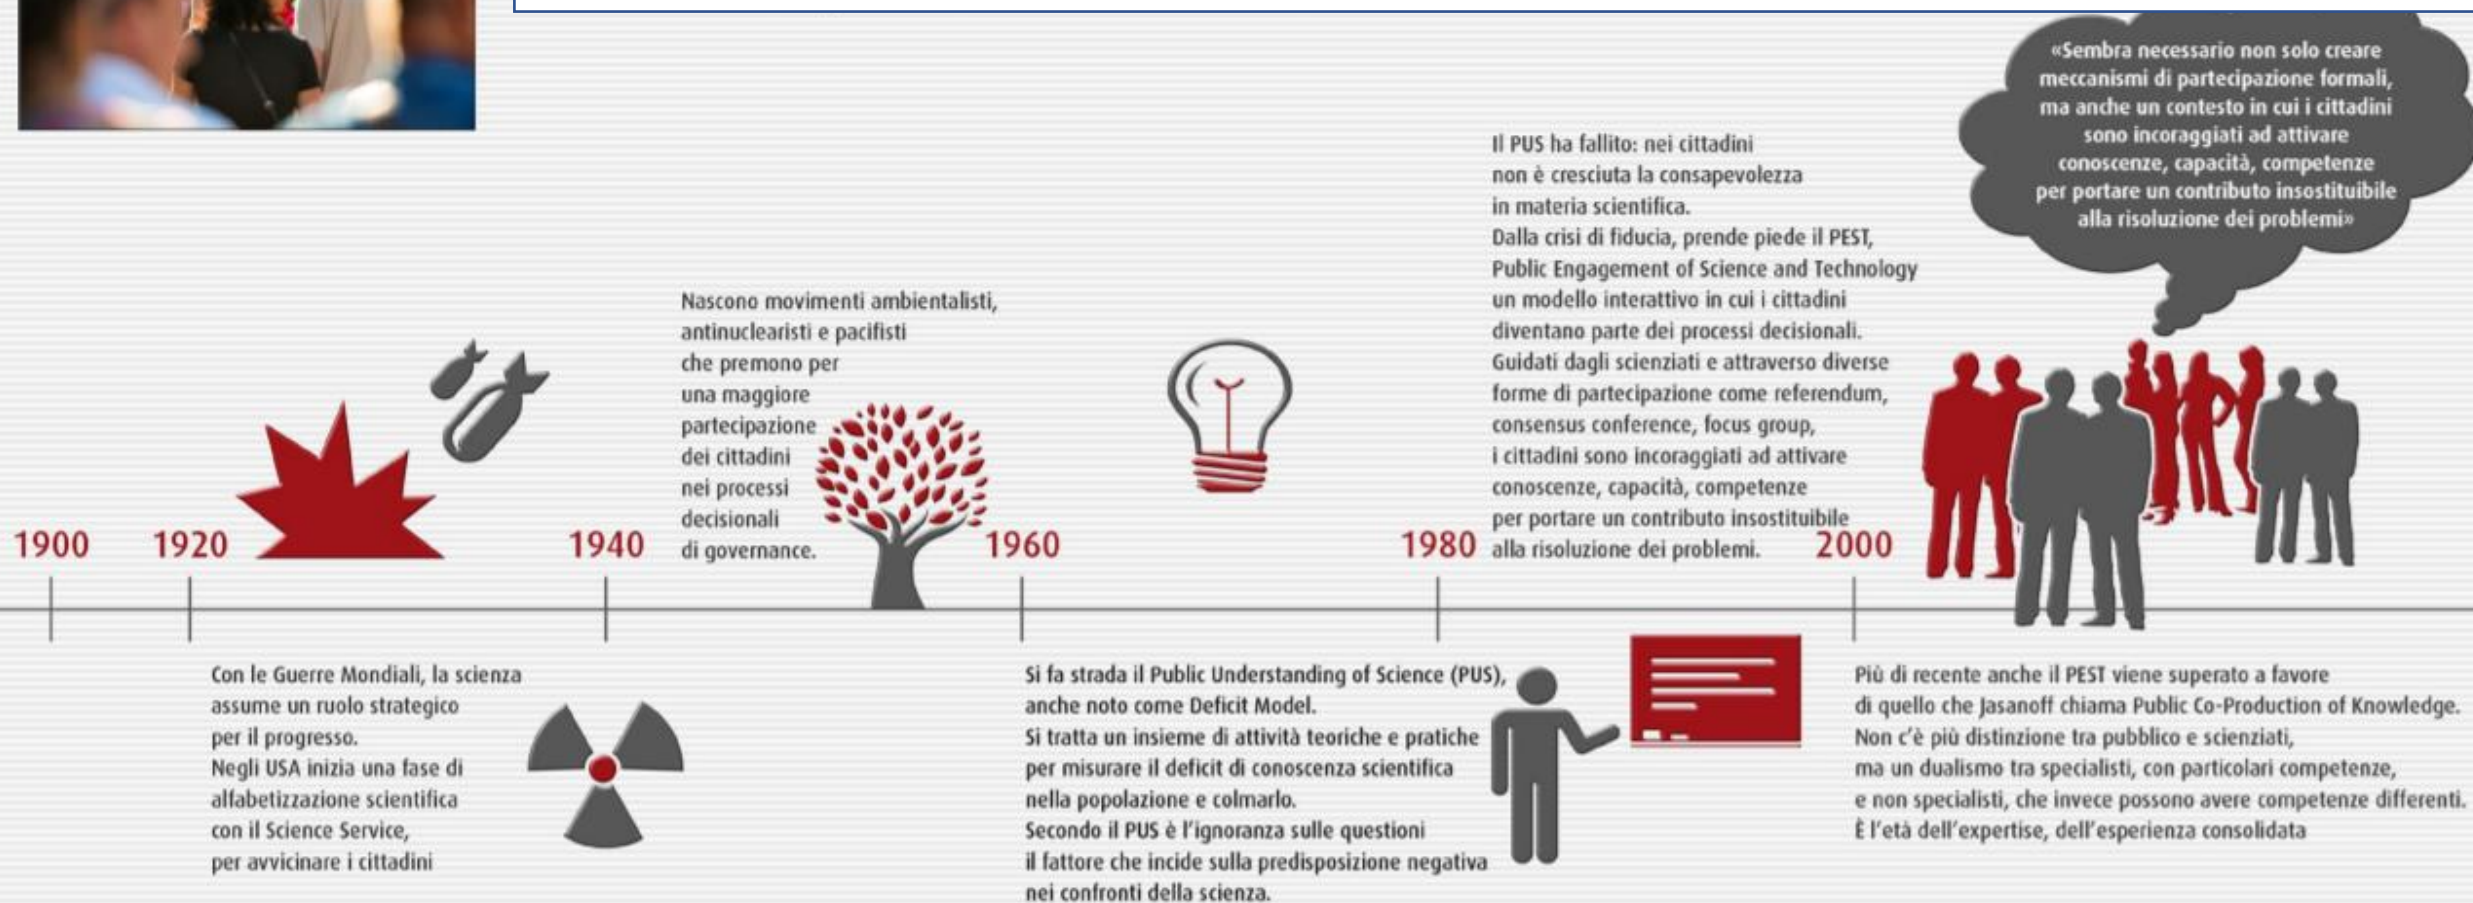 «Sembra necessario non solo creare
meccanismi di partecipazione formali,
ma anche un contesto in cui i cittadini
sono incoraggiati ad attivare
conoscenze, capacità, competenze
per portare un contributo insostituibile
alla risoluzione dei problemi»
Il PUS ha fallito: nei cittadini
non è cresciuta la consapevolezza
in materia scientifica.
Dalla crisi di fiducia, prende piede il PEST,
Public Engagement of Science and Technology
un modello interattivo in cui i cittadini
diventano parte dei processi decisionali.
Guidati dagli scienziati e attraverso diverse
forme di partecipazione come referendum,
consensus conference, focus group,
i cittadini sono incoraggiati ad attivare
conoscenze, capacità, competenze
per portare un contributo insostituibile
alla risoluzione dei problemi.
Nascono movimenti ambientalisti,
antinuclearisti e pacifisti
che premono per
una maggiore
partecipazione
dei cittadini
nei processi
decisionali
di governance.
1900
1920
1940
1960
1980
2000
Con le Guerre Mondiali, la scienza
assume un ruolo strategico
per il progresso.
Negli USA inizia una fase di
alfabetizzazione scientifica
con il Science Service,
per avvicinare i cittadini
Si fa strada il Public Understanding of Science (PUS),
anche noto come Deficit Model.
Si tratta un insieme di attività teoriche e pratiche
per misurare il deficit di conoscenza scientifica
nella popolazione e colmarlo.
Secondo il PUS è l'ignoranza sulle questioni
il fattore che incide sulla predisposizione negativa
nei confronti della scienza.
Più di recente anche il PEST viene superato a favore
di quello che Jasanoff chiama Public Co-Production of Knowledge.
Non c'è più distinzione tra pubblico e scienziati,
ma un dualismo tra specialisti, con particolari competenze,
e non specialisti, che invece possono avere competenze differenti.
È l'età dell'expertise, dell'esperienza consolidata